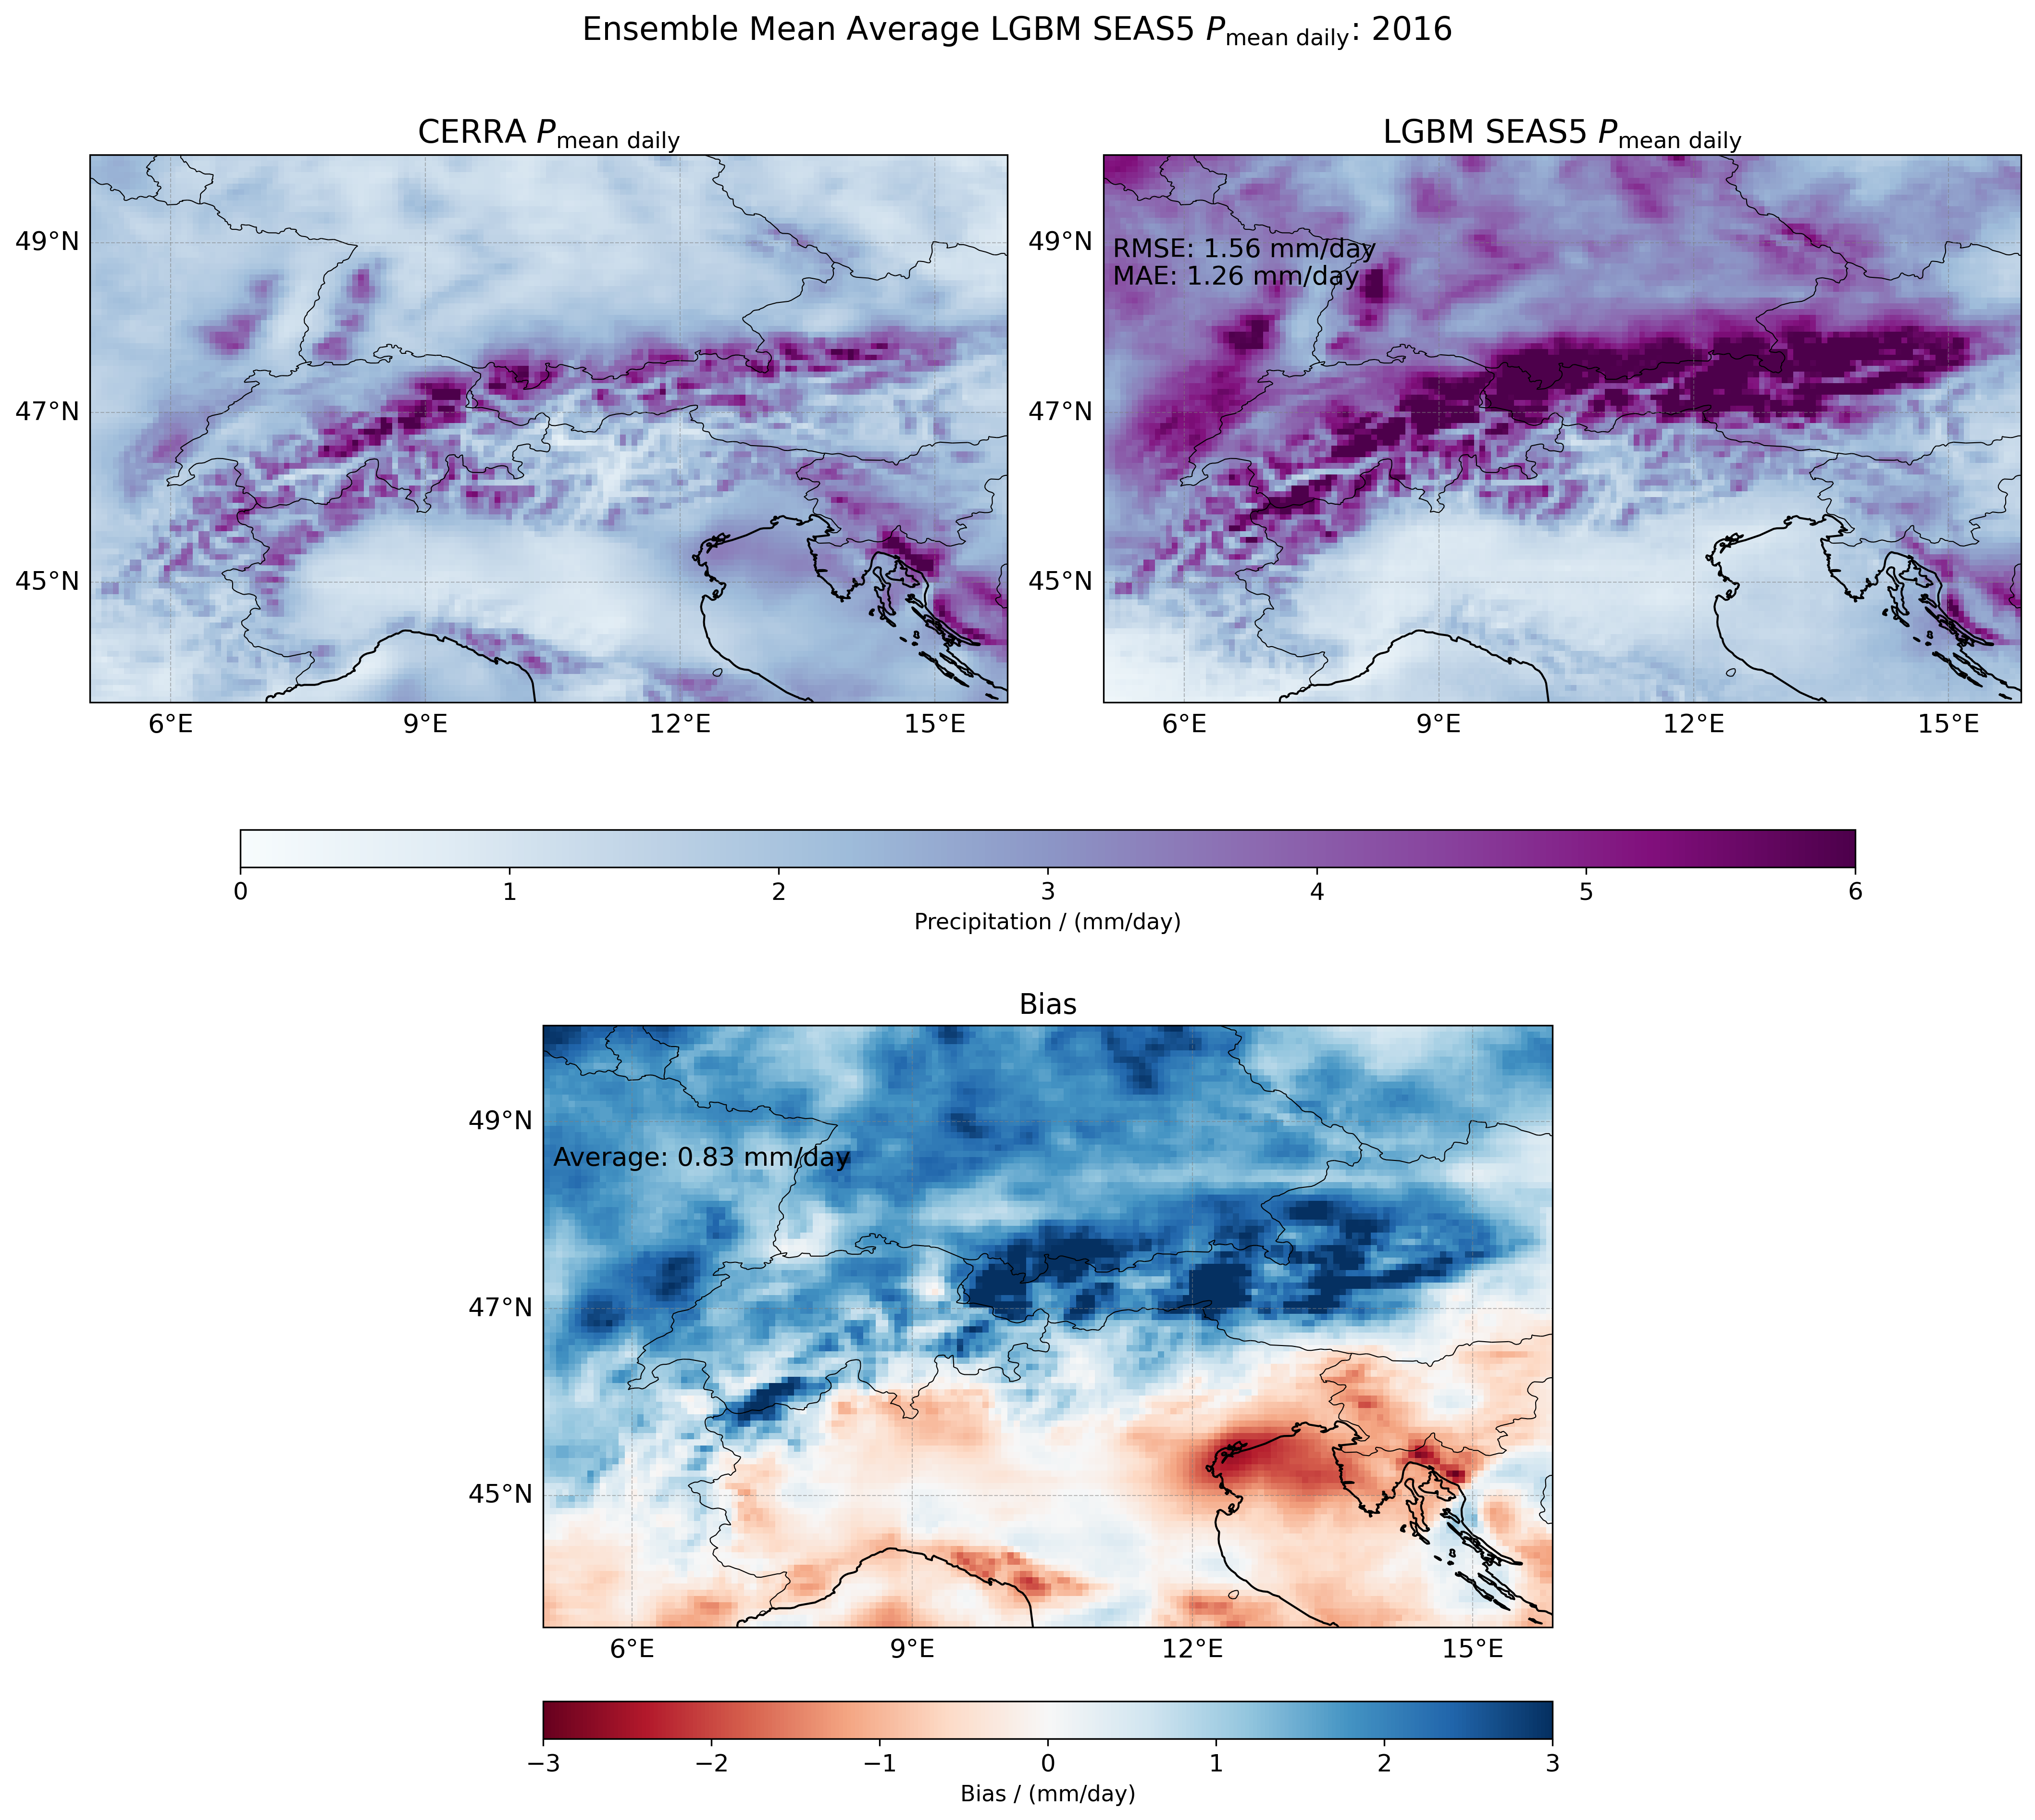 Ensemble Mean Average LGBM SEAS5 P mean daily: 2016
CERRA P mean daily
LGBM SEAS5 P mean daily
49°N
47°N
45°N
6°E
9°E
12°E
15°E
49°N
47°N
45°N
RMSE: 1.56 mm/day
MAE: 1.26 mm/day
6°E
9°E
12°E
15°E
0 1 2 3 4 5 6
Precipitation / (mm/day)
Bias
49°N
47°N
45°N
Average: 0.83 mm/day
6°E
9°E
12°E
15°E
−3 −2 −1 0 1 2 3
Bias / (mm/day)